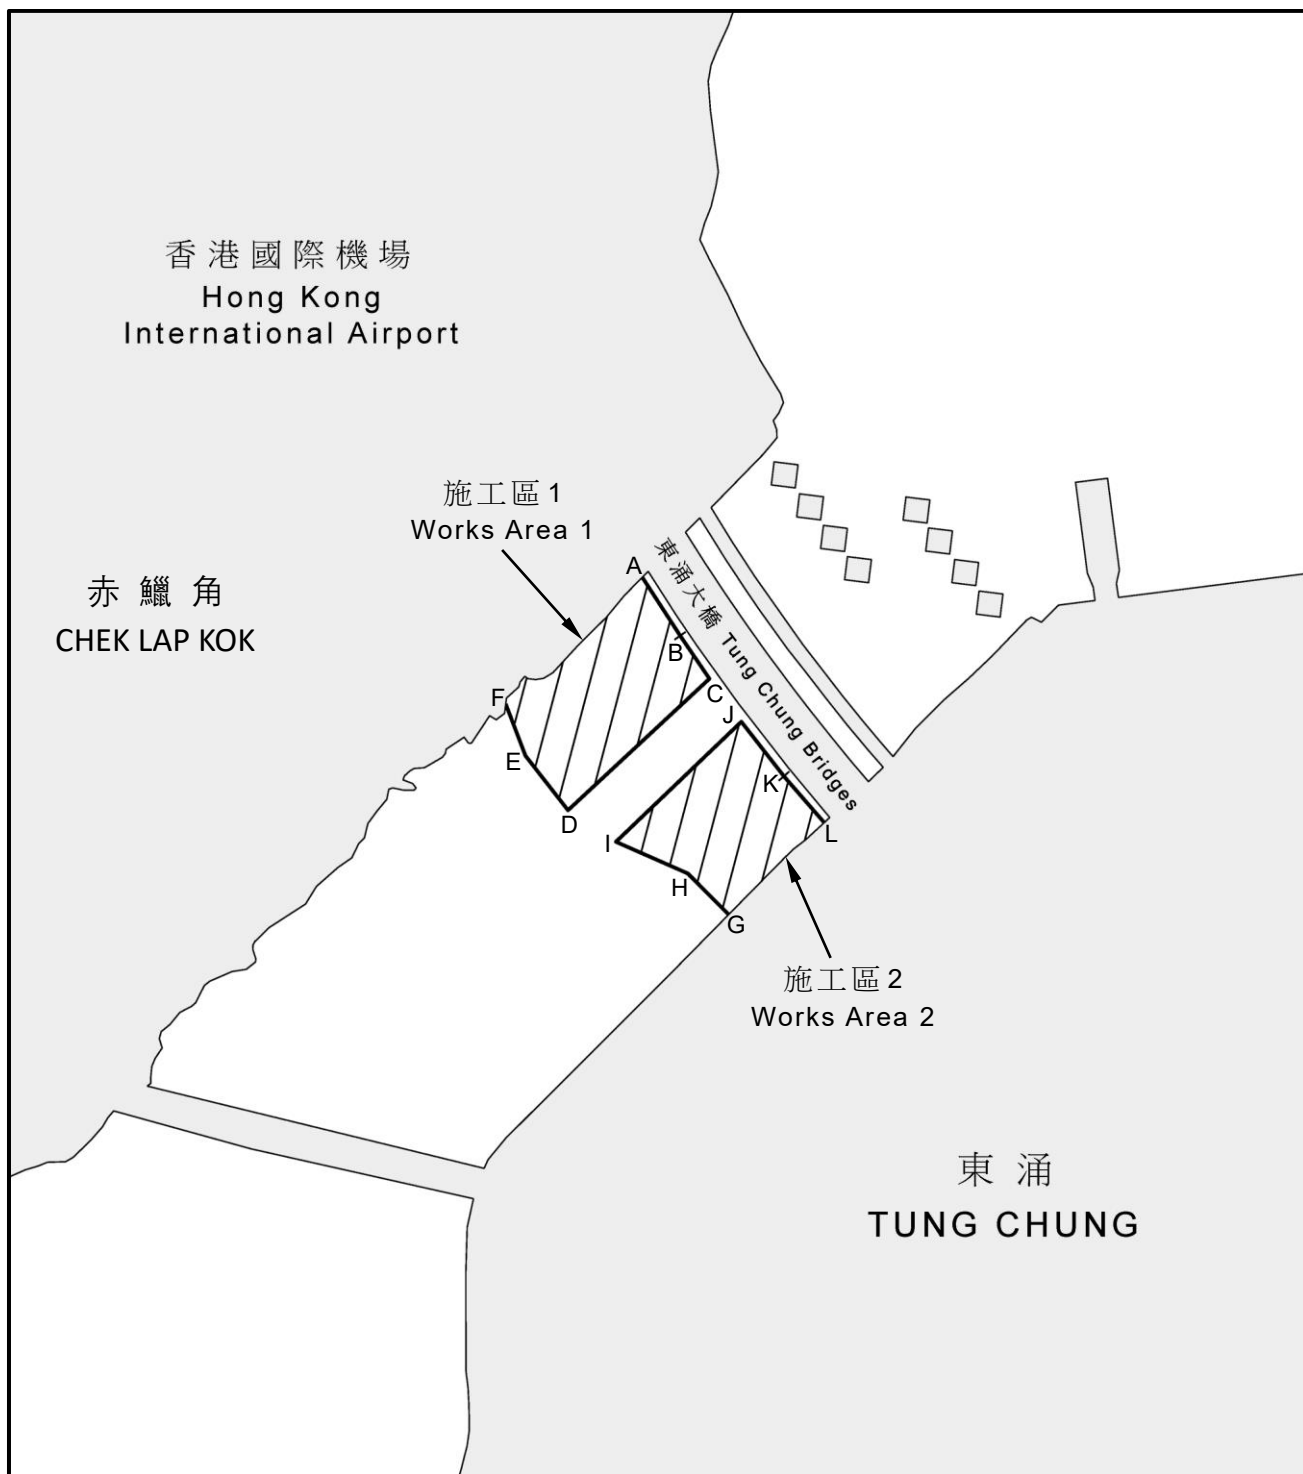 香港國際機場
Hong Kong
International Airport
施工區1
Works Area 1
赤鱲角
CHEK LAP KOK
東涌大橋 Tung Chung Bridges
A
B
C
F
E
D
J
K
I
L
H
G
施工區2
Works Area 2
東涌
TUNG CHUNG